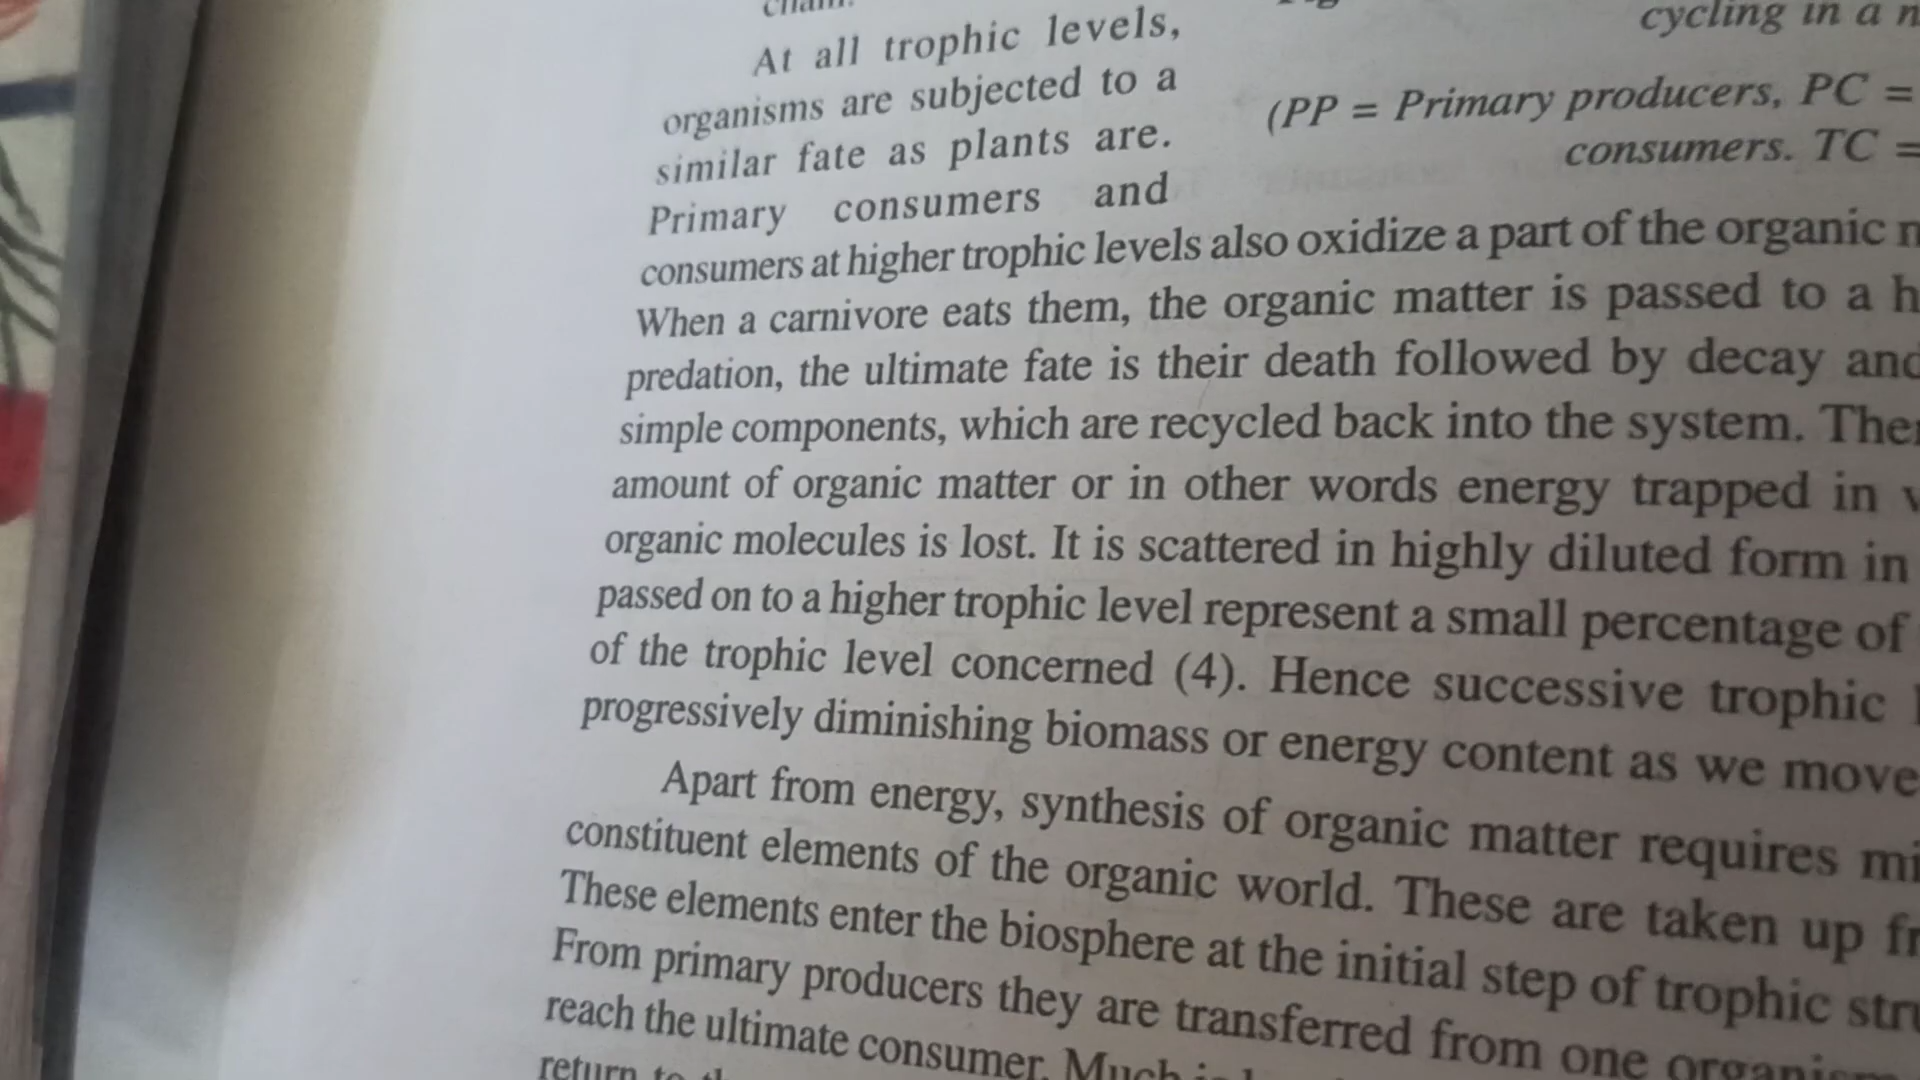 At all trophic levels,
organisms are subjected to a
similar fate as plants are.
Primary consumers and
cycling in a
(PP = Primary producers, PC =
consumers. TC =
consumers at higher trophic levels also oxidize a part of the organic
When a carnivore eats them, the organic matter is passed to a
predation, the ultimate fate is their death followed by decay and
simple components, which are recycled back into the system.
amount of organic matter or in other words energy trapped in
organic molecules is lost. It is scattered in highly diluted form in
passed on to a higher trophic level represent a small percentage of
of the trophic level concerned (4). Hence successive trophic
progressively diminishing biomass or energy content as we move
Apart from energy, synthesis of organic matter requires
constituent elements of the organic world. These are taken up
These elements enter the biosphere at the initial step of trophic
From primary producers they are transferred from one
reach the ultimate consumer. Much
return to